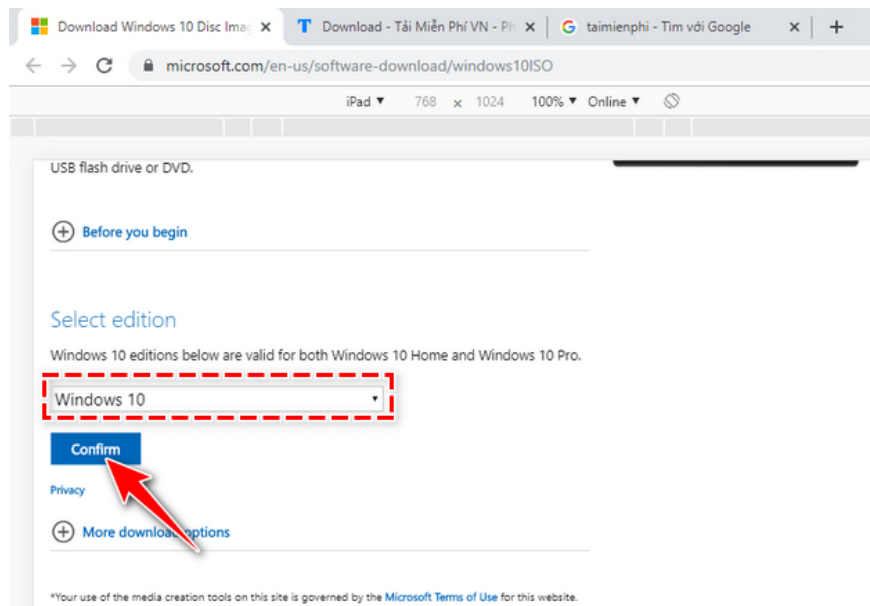 Download Windows 10 Disc Imag
Download - Tải Miễn Phí VN - Ph
taimienphi - Tìm với Google
microsoft.com/en-us/software-download/windows10ISO
iPad ▼ 768 x 1024 100% ▼ Online ▼
USB flash drive or DVD.
Before you begin
Select edition
Windows 10 editions below are valid for both Windows 10 Home and Windows 10 Pro.
Windows 10
Confirm
Privacy
More download options
*Your use of the media creation tools on this site is governed by the Microsoft Terms of Use for this website.